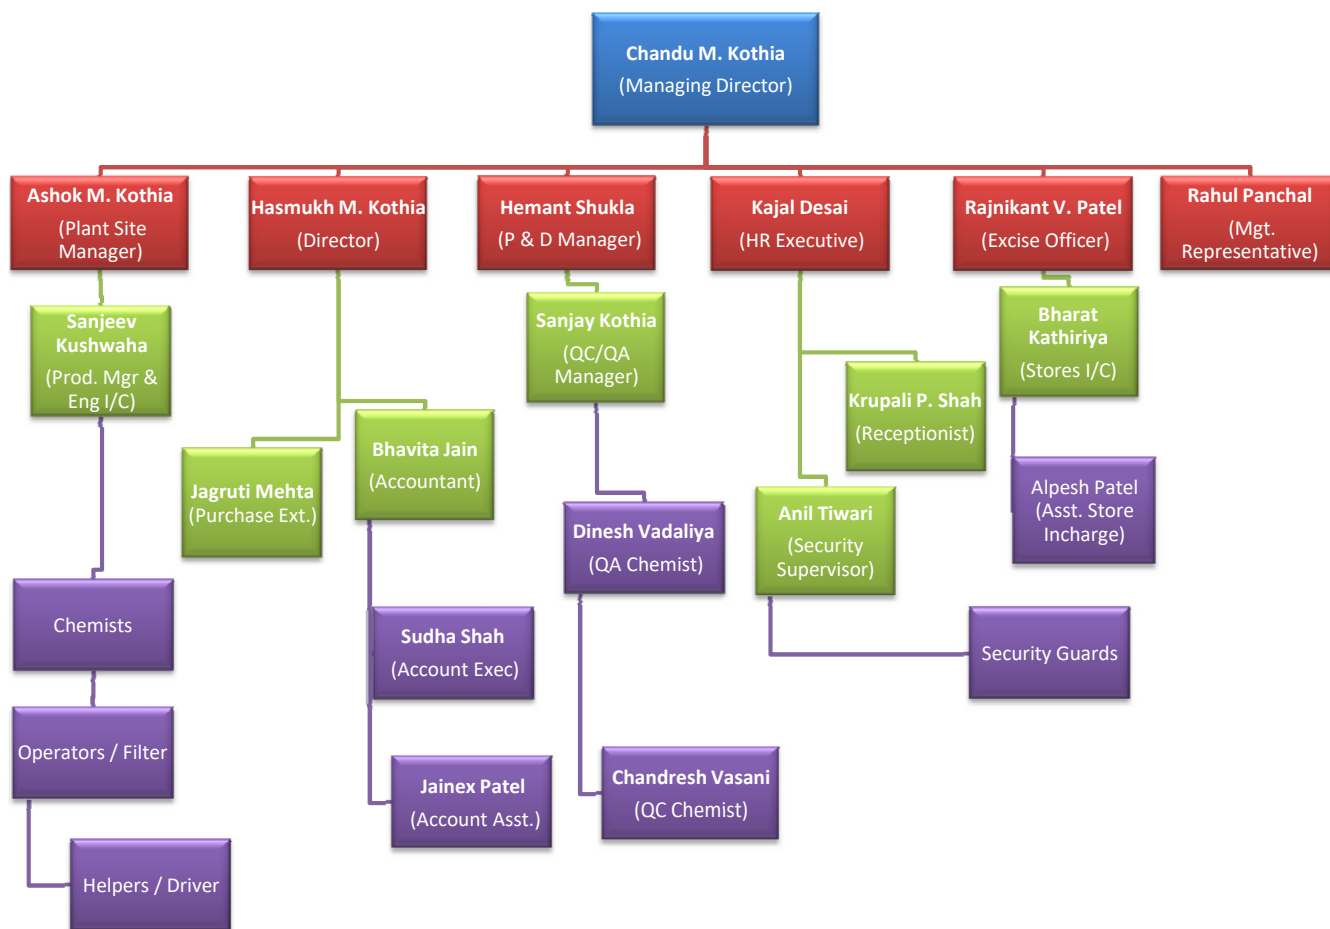 Chandu M. Kothia
(Managing Director)
Ashok M. Kothia
(Plant Site
Manager)
Hasmukh M. Kothia
(Director)
Hemant Shukla
(P & D Manager)
Kajal Desai
(HR Executive)
Rajnikant V. Patel
(Excise Officer)
Rahul Panchal
(Mgt.
Representative)
Sanjeev
Kushwaha
(Prod. Mgr &
Eng I/C)
Sanjay Kothia
(QC/QA
Manager)
Bharat
Kathiriya
(Stores I/C)
Krupali P. Shah
(Receptionist)
Bhavita Jain
(Accountant)
Jagruti Mehta
(Purchase Ext.)
Dinesh Vadaliya
(QA Chemist)
Anil Tiwari
(Security
Supervisor)
Alpesh Patel
(Asst. Store
Incharge)
Chemists
Sudha Shah
(Account Exec)
Security Guards
Operators / Filter
Jainex Patel
(Account Asst.)
Chandresh Vasani
(QC Chemist)
Helpers / Driver